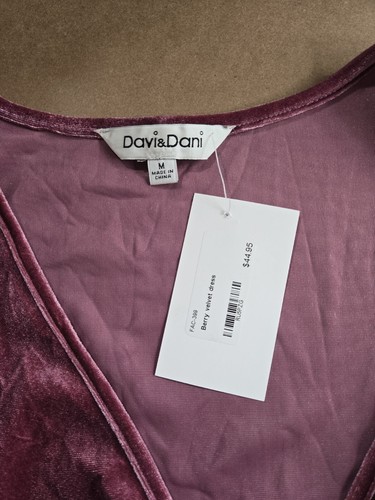 Davi&Dani
M
MADE IN
CHINA
FAC-366
Berry velvet dress
$44.95